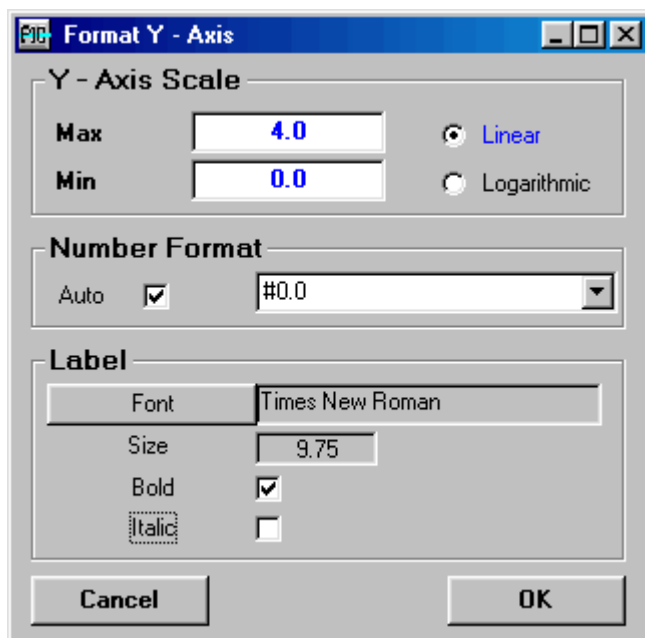 Format Y - Axis
Y - Axis Scale
Max 4.0 Linear
Min 0.0 Logarithmic
Number Format
Auto #0.0
Label
Font Times New Roman
Size 9.75
Bold
Italic
Cancel OK